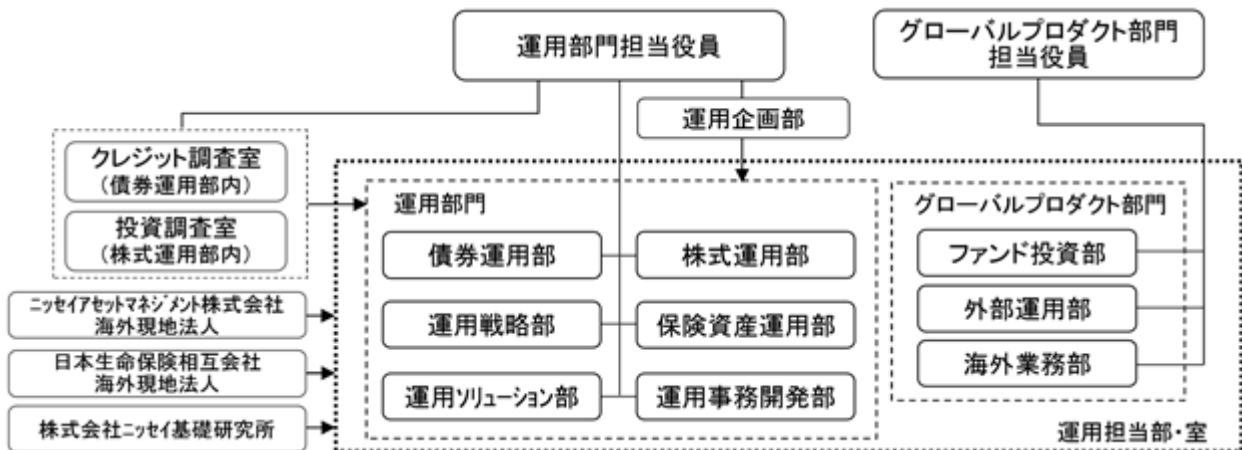 運用部門担当役員
グローバルプロダクト部門
担当役員
運用企画部
クレジット調査室
(債券運用部内)
投資調査室
(株式運用部内)
運用部門
債券運用部
株式運用部
運用戦略部
保険資産運用部
運用ソリューション部
運用事務開発部
グローバルプロダクト部門
ファンド投資部
外部運用部
海外業務部
ニッセイアセットマネジメント株式会社
海外現地法人
日本生命保険相互会社
海外現地法人
株式会社ニッセイ基礎研究所
運用担当部・室